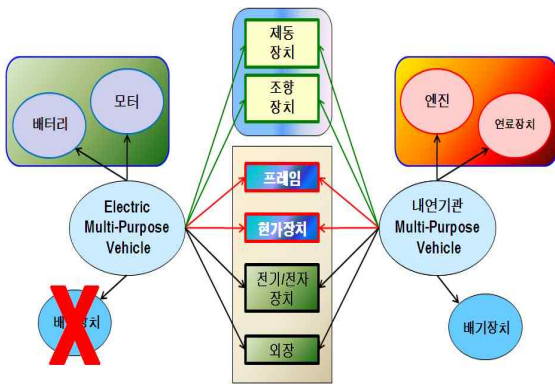 제동
장치
조향
장치
모터
배터리
엔진
연료장치
프레임
현가장치
Electric
Multi-Purpose
Vehicle
내연기관
Multi-Purpose
Vehicle
전기/전자
장치
외장
배기장치